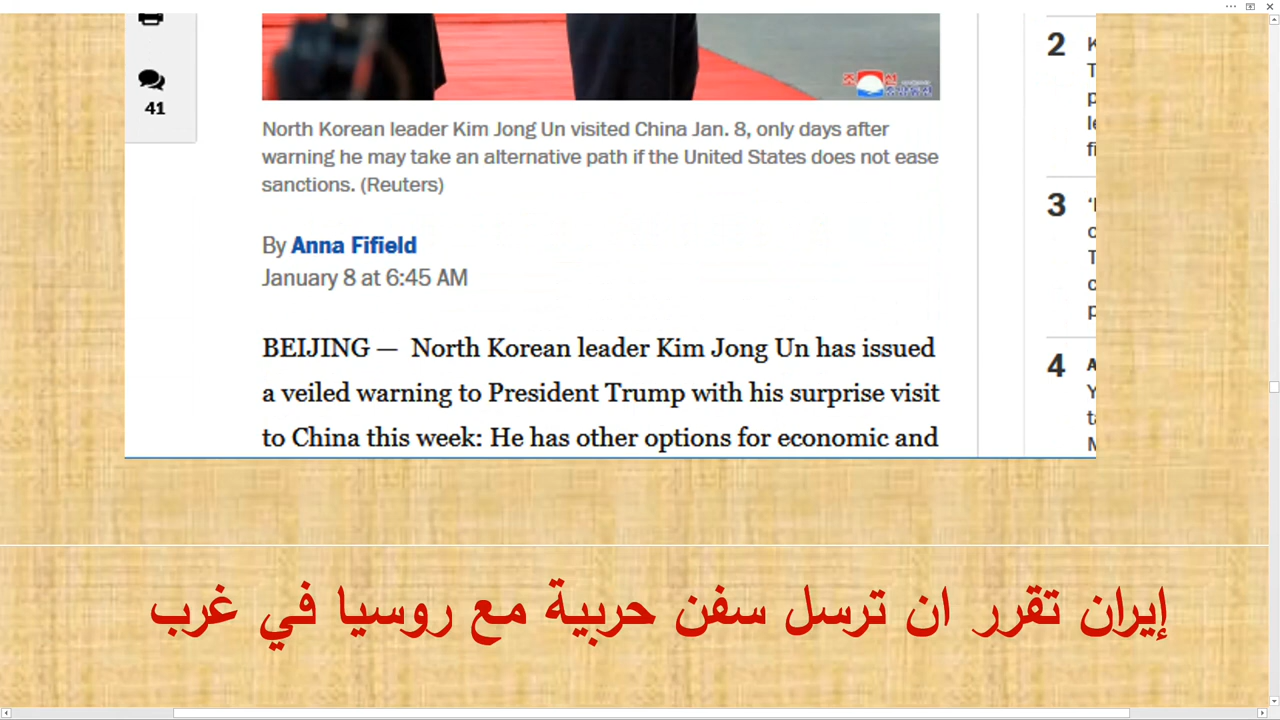 41
North Korean leader Kim Jong Un visited China Jan. 8, only days after
warning he may take an alternative path if the United States does not ease
sanctions. (Reuters)
By Anna Fifield
January 8 at 6:45 AM
BEIJING — North Korean leader Kim Jong Un has issued
a veiled warning to President Trump with his surprise visit
to China this week: He has other options for economic and
2
3
4
إيران تقرر ان ترسل سفن حربية مع روسيا في غرب